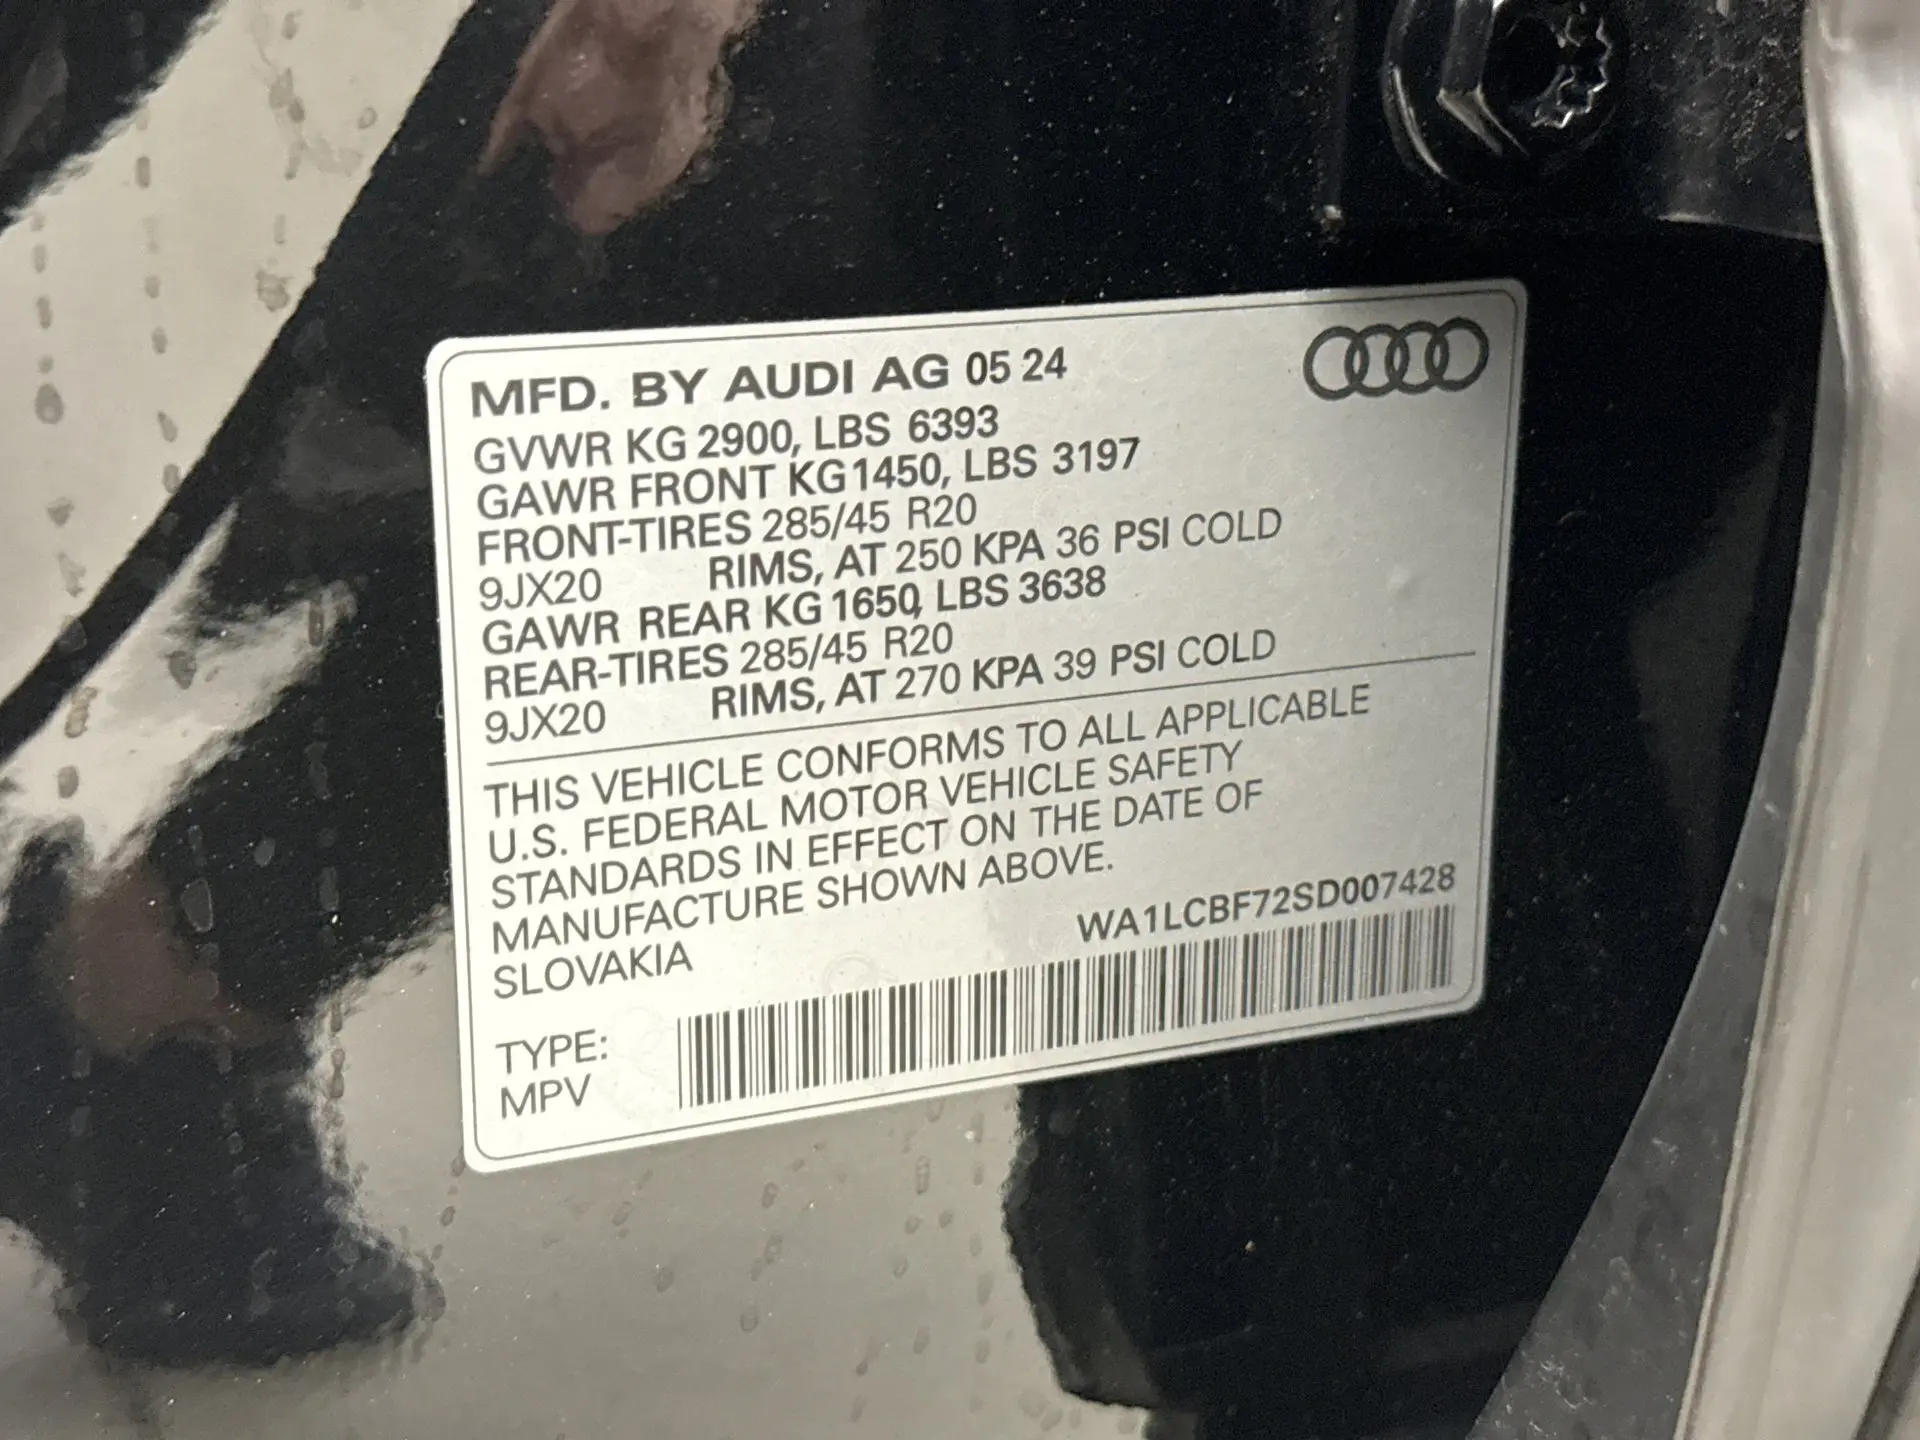 MFD. BY AUDI AG 05 24
GVWR KG 2900, LBS 6393
GAWR FRONT KG 1450, LBS 3197
FRONT-TIRES 285/45 R20
9JX20 RIMS, AT 250 KPA 36 PSI COLD
GAWR REAR KG 1650, LBS 3638
REAR-TIRES 285/45 R20
9JX20 RIMS, AT 270 KPA 39 PSI COLD
THIS VEHICLE CONFORMS TO ALL APPLICABLE
U.S. FEDERAL MOTOR VEHICLE SAFETY
STANDARDS IN EFFECT ON THE DATE OF
MANUFACTURE SHOWN ABOVE.
SLOVAKIA
WA1LCBF72SD007428
TYPE:
MPV